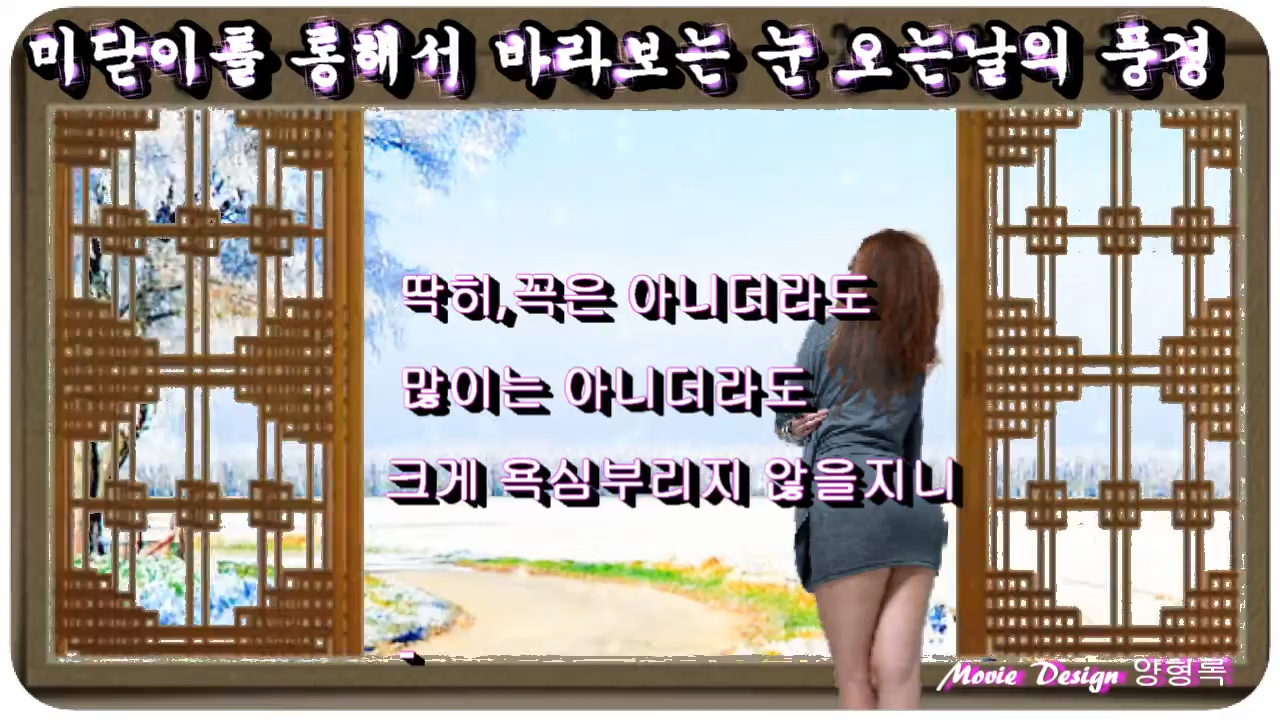 미닫이를 통해서 바라보는 눈 오는날의 풍경
딱히,꼭은 아니더라도
많이는 아니더라도
크게 욕심부리지 않을지니
Movie Design 양형록